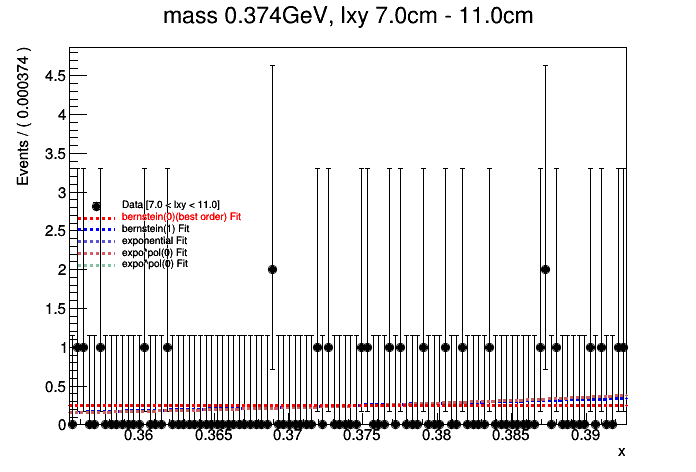 mass 0.374GeV, lxy 7.0cm - 11.0cm
Events / ( 0.000374 )
4.5
4
3.5
3
2.5
2
1.5
1
0.5
0
Data [7.0 < lxy < 11.0]
bernstein(0)(best order) Fit
bernstein(1) Fit
exponential Fit
expo*pol(0) Fit
expo*pol(0) Fit
0.36
0.365
0.37
0.375
0.38
0.385
0.39
x